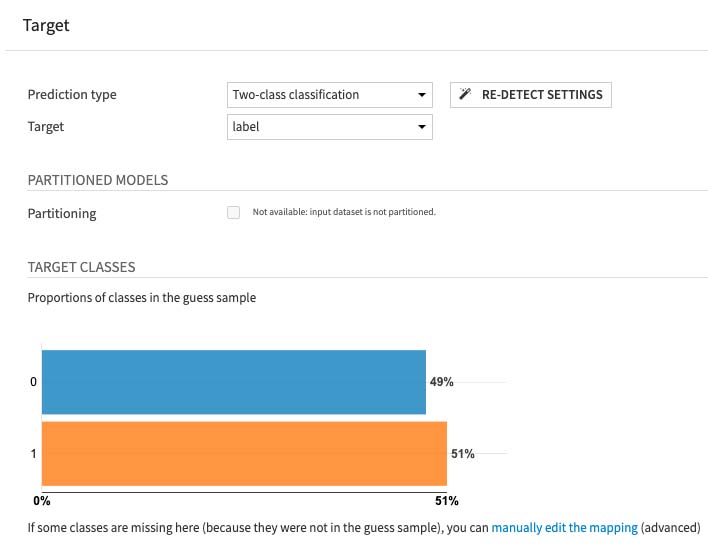 Target
Prediction type Two-class classification RE-DETECT SETTINGS
Target label
PARTITIONED MODELS
Partitioning Not available: input dataset is not partitioned.
TARGET CLASSES
Proportions of classes in the guess sample
0 49%
1 51%
0% 51%
If some classes are missing here (because they were not in the guess sample), you can manually edit the mapping (advanced)